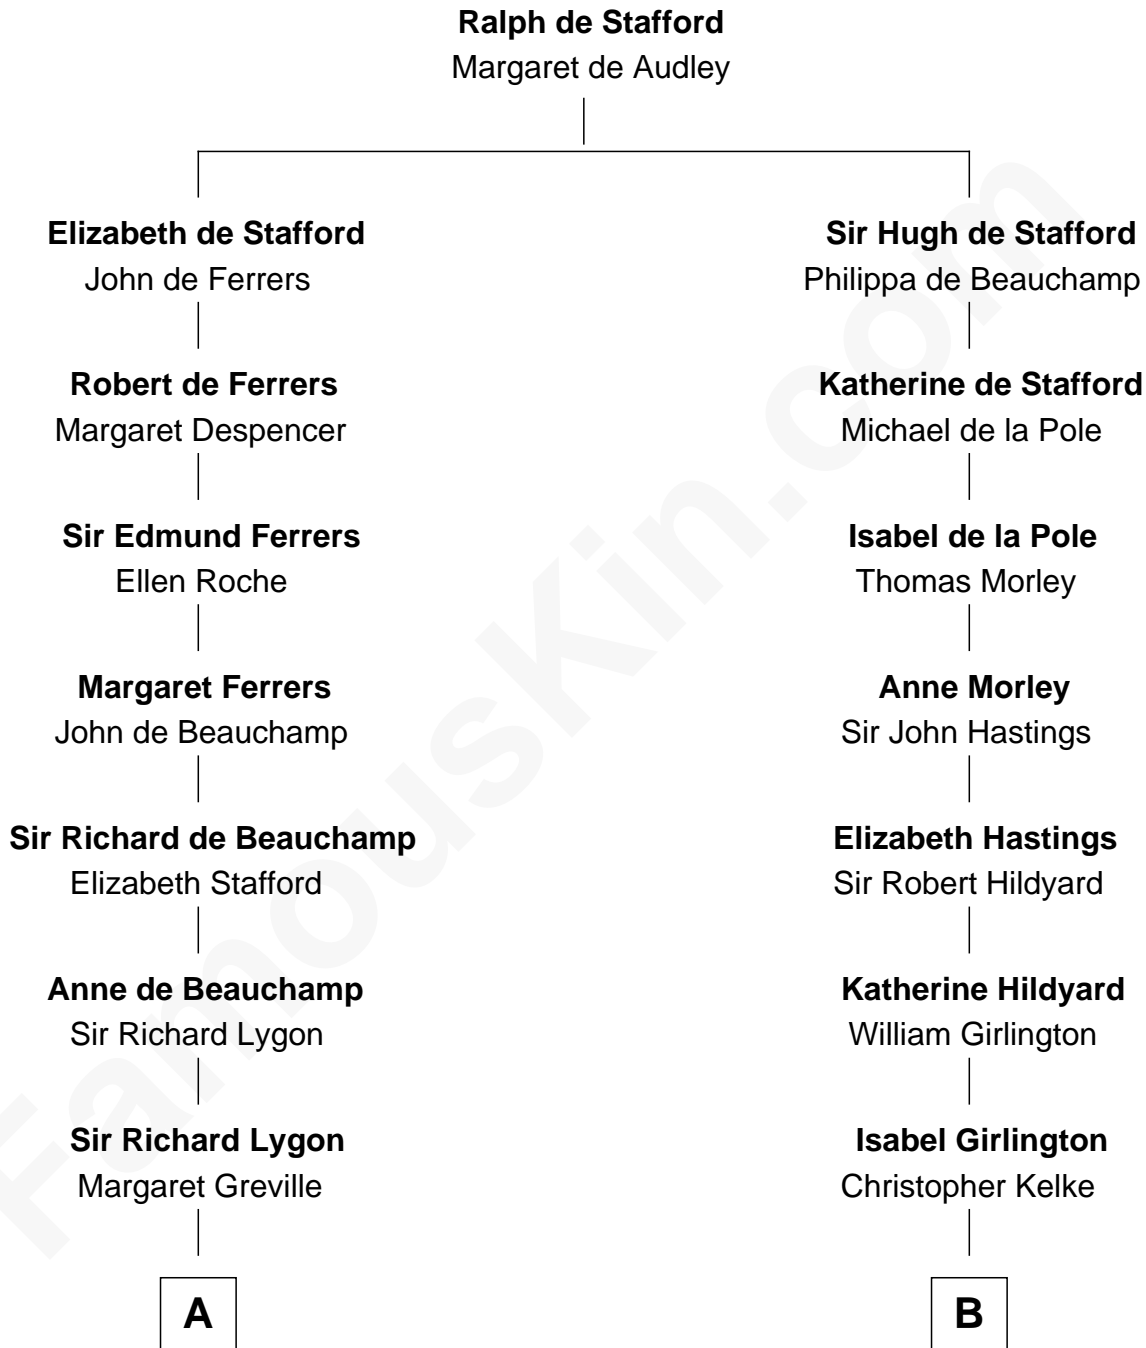 Ralph de Stafford
Margaret de Audley
Elizabeth de Stafford
John de Ferrers
Robert de Ferrers
Margaret Despencer
Sir Edmund Ferrers
Ellen Roche
Margaret Ferrers
John de Beauchamp
Sir Richard de Beauchamp
Elizabeth Stafford
Anne de Beauchamp
Sir Richard Lygon
Sir Richard Lygon
Margaret Greville
A
Sir Hugh de Stafford
Philippa de Beauchamp
Katherine de Stafford
Michael de la Pole
Isabel de la Pole
Thomas Morley
Anne Morley
Sir John Hastings
Elizabeth Hastings
Sir Robert Hildyard
Katherine Hildyard
William Girlington
Isabel Girlington
Christopher Kelke
B
FamousKin.com